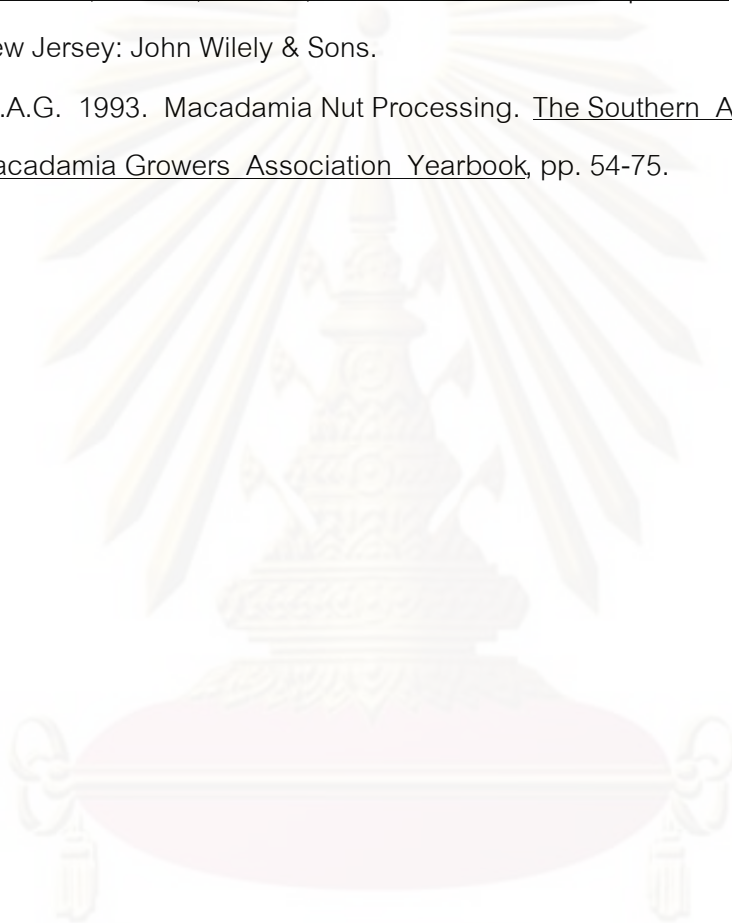 ew Jersey: John Wilely & Sons.
.A.G. 1993. Macadamia Nut Processing. The Southern A
acadamia Growers Association Yearbook, pp. 54-75.